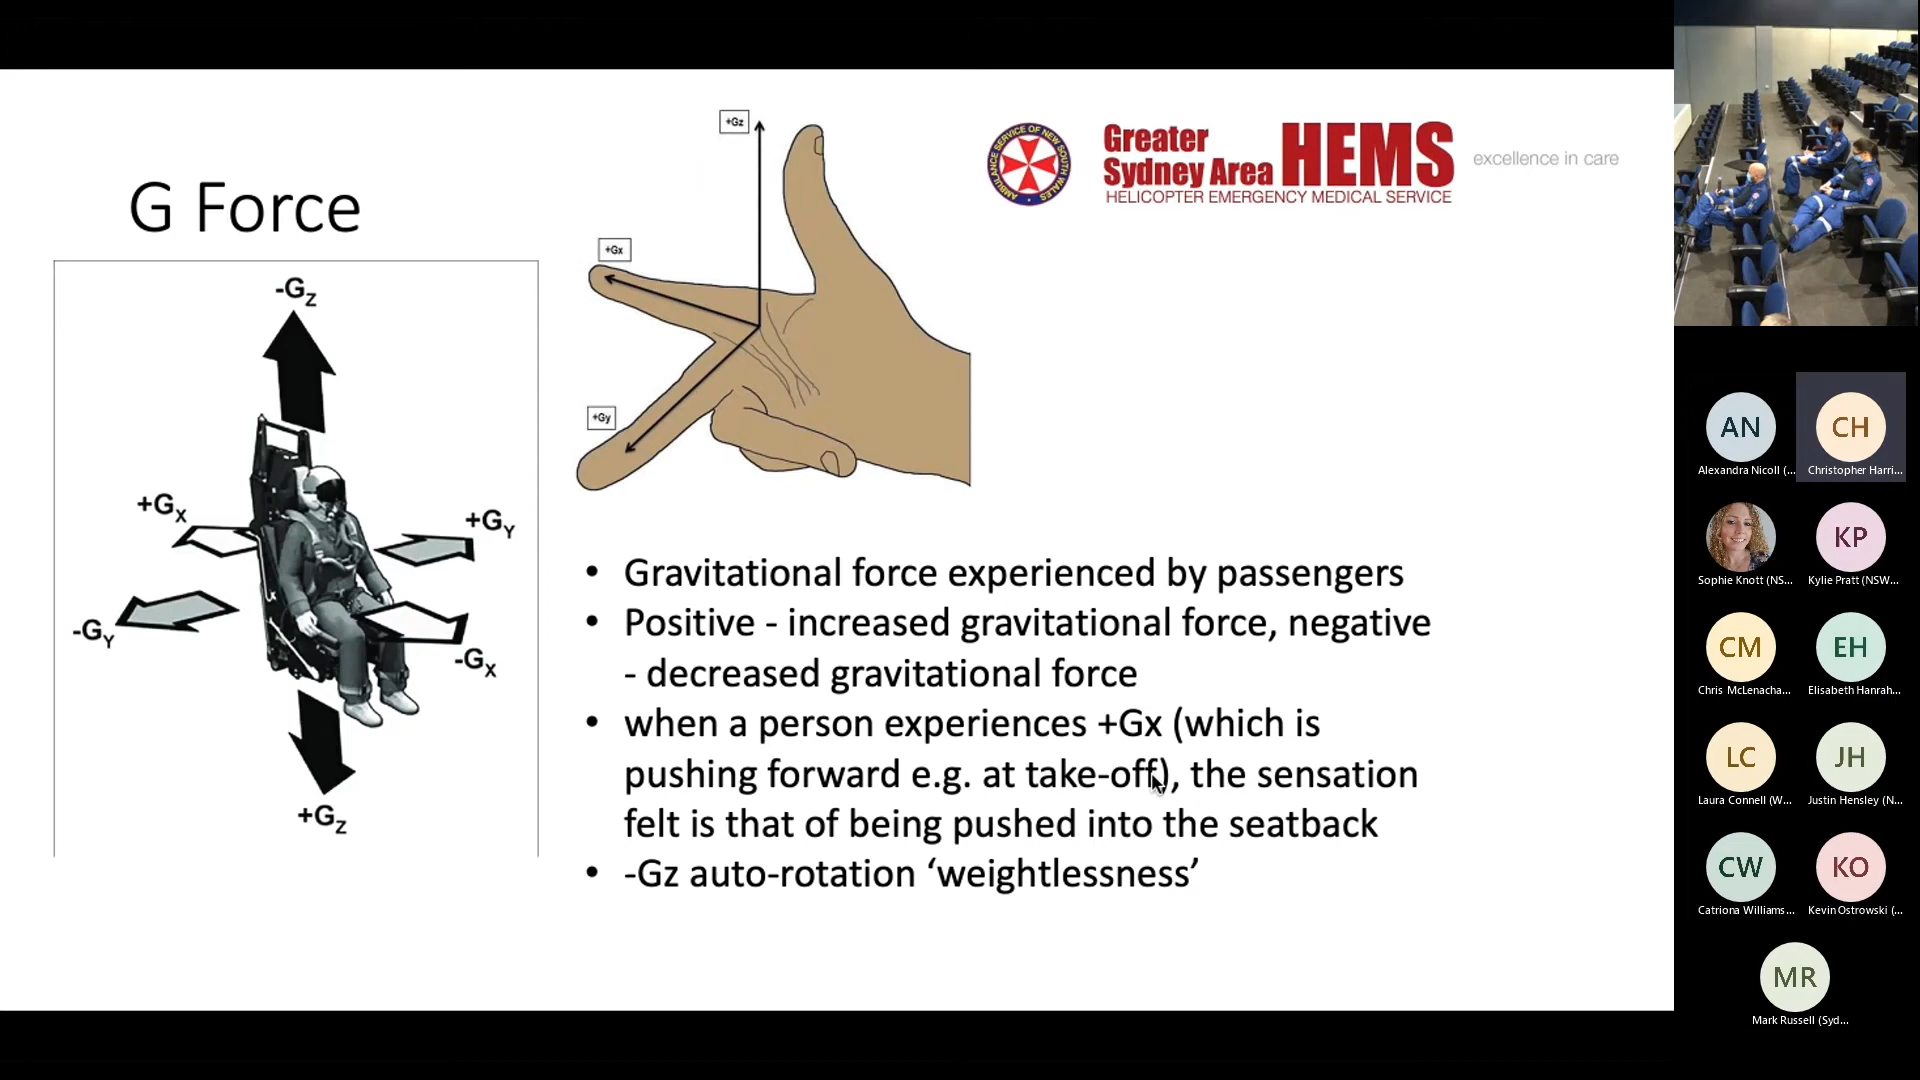 G Force
-GZ
+GX
+GY
-GY
-GX
+GZ
+Gz
+Gx
+Gy
AMBULANCE SERVICE OF NEW SOUTH WALES
Greater
Sydney Area HEMS
HELICOPTER EMERGENCY MEDICAL SERVICE
excellence in care
• Gravitational force experienced by passengers
• Positive - increased gravitational force, negative
- decreased gravitational force
• when a person experiences +Gx (which is
pushing forward e.g. at take-off), the sensation
felt is that of being pushed into the seatback
• -Gz auto-rotation ‘weightlessness’
AN
CH
Alexandra Nicoll (...
Christopher Harri...
KP
Sophie Knott (NS...
Kylie Pratt (NSW...
CM
EH
Chris McLenacha...
Elisabeth Hanrah...
LC
JH
Laura Connell (W...
Justin Hensley (N...
CW
KO
Catriona Williams...
Kevin Ostrowski (...
MR
Mark Russell (Syd...